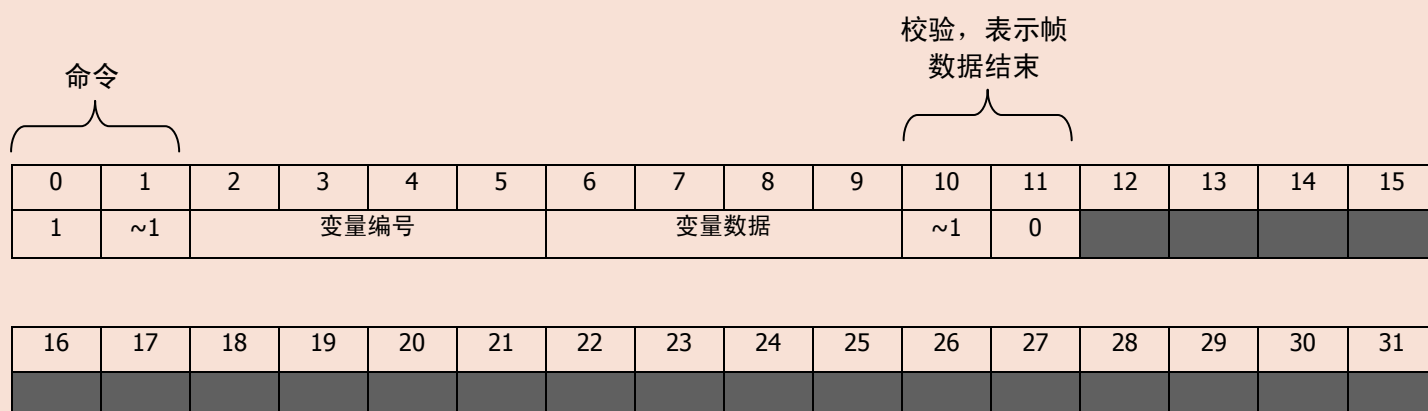 校验，表示帧
数据结束
命令
0 1 2 3 4 5 6 7 8 9 10 11 12 13 14 15
1 ~1 变量编号 变量数据 ~1 0
16 17 18 19 20 21 22 23 24 25 26 27 28 29 30 31